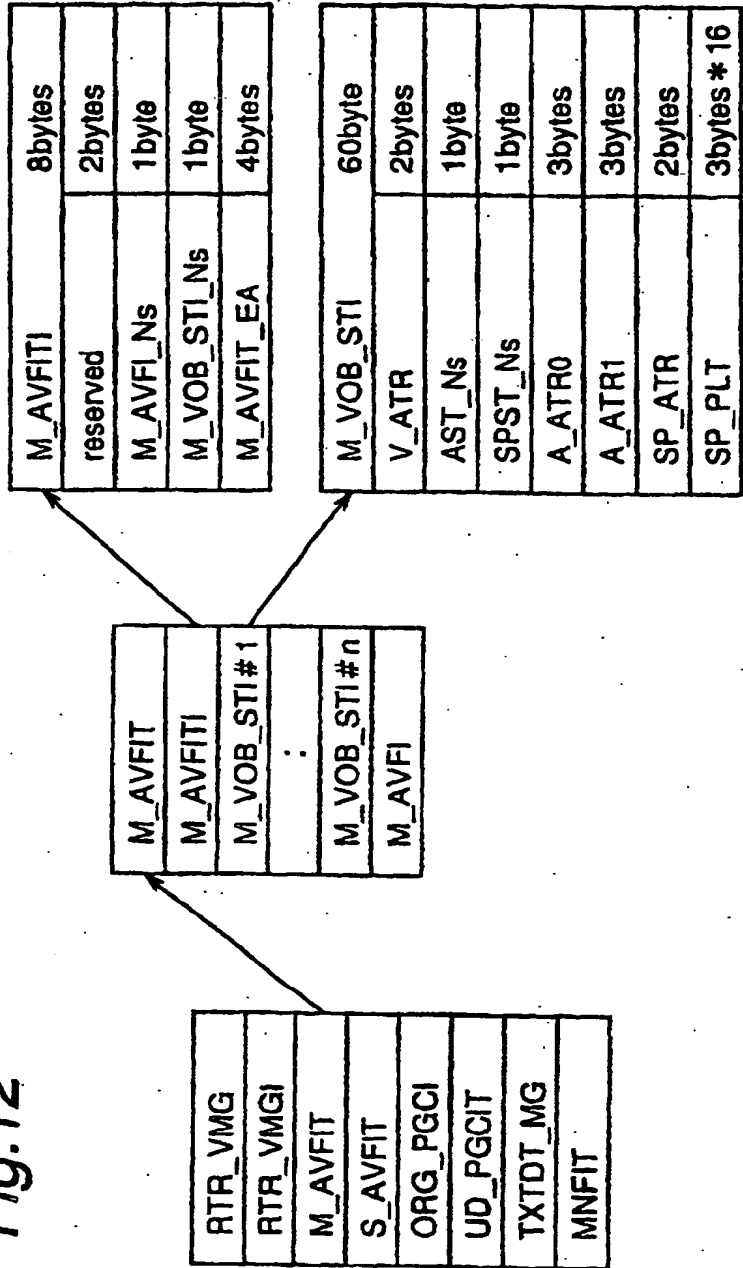 Fig.12
RTR_VMG
RTR_VMGI
M_AVFIT
S_AVFIT
ORG_PGCI
UD_PGCIT
TXTDT_MG
MNFIT
M_AVFIT
M_AVFITI
M_VOB_STI#1
:
M_VOB_STI#n
M_AVFI
M_AVFITI 8bytes
reserved 2bytes
M_AVFI_Ns 1byte
M_VOB_STI_Ns 1byte
M_AVFIT_EA 4bytes
M_VOB_STI 60byte
V_ATR 2bytes
AST_Ns 1byte
SPST_Ns 1byte
A_ATR0 3bytes
A_ATR1 3bytes
SP_ATR 2bytes
SP_PLT 3bytes*16